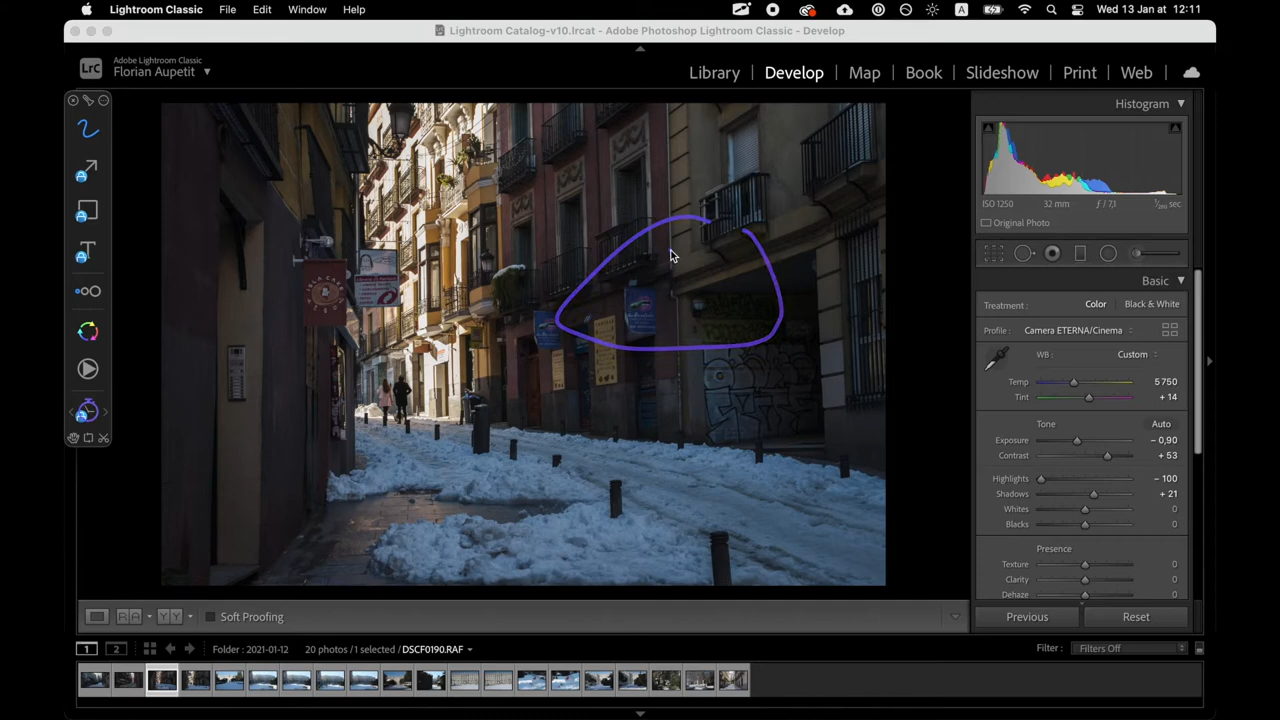 Lightroom Classic File Edit Window Help Wed 13 Jan at 12:11
Lightroom Catalog-v10.lrcat - Adobe Photoshop Lightroom Classic - Develop
LrC Adobe Lightroom Classic
Florian Aupetit
Library Develop Map Book Slideshow Print Web
Histogram
ISO 1250 32 mm ƒ / 7,1
Original Photo
Basic
Treatment: Color Black & White
Profile: Camera ETERNA/Cinema
WB: Custom
Temp 5 750
Tint + 14
Tone Auto
Exposure – 0,90
Contrast + 53
Highlights – 100
Shadows + 21
Whites 0
Blacks 0
Presence
Texture 0
Clarity 0
Dehaze 0
Soft Proofing
Previous Reset
1 2 Folder : 2021-01-12 20 photos / 1 selected / DSCF0190.RAF Filter : Filters Off